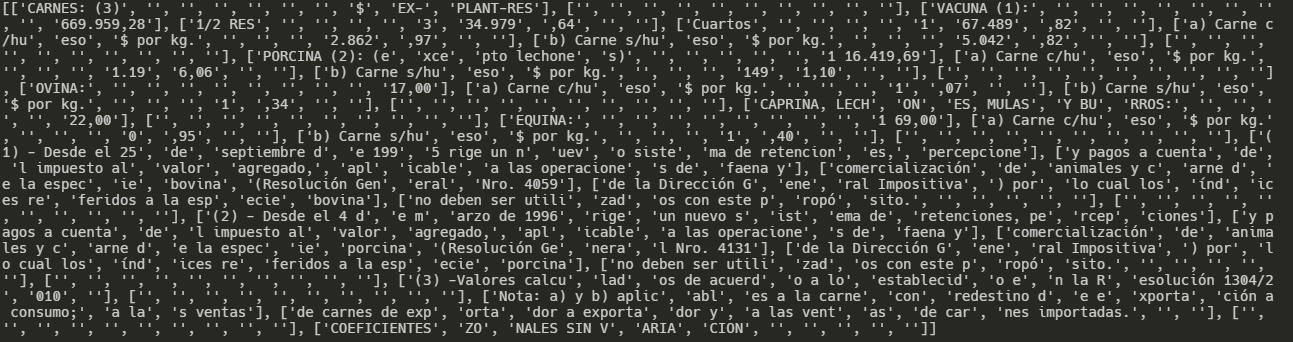 [['CARNES: (3)', '', '', '', '', '', '$', 'EX-', 'PLANT-RES'], ['', '', '', '', '', '', '', '', '', ''], ['VACUNA (1):', '', '', '', '', '', '', '
', '669.959,28'], ['1/2 RES', '', '', '', '', '3', '34.979', ',64', '', ''], ['Cuartos', '', '', '', '', '1', '67.489', ',82', '', ''], ['a) Carne c
/hu', 'eso', '$ por kg.', '', '', '', '2.862', ',97', '', ''], ['b) Carne s/hu', 'eso', '$ por kg.', '', '', '', '5.042', ',82', '', ''], ['', '', '',
'', '', '', '', '', '', ''], ['PORCINA (2): (e', 'xce', 'pto lechone', 's)', '', '', '', '', '', '1 16.419,69'], ['a) Carne c/hu', 'eso', '$ por kg.',
'', '', '', '1.19', '6,06', '', ''], ['b) Carne s/hu', 'eso', '$ por kg.', '', '', '', '149', '1,10', '', ''], ['', '', '', '', '', '', '', '', '', '']
, ['OVINA:', '', '', '', '', '', '', '', '', '17,00'], ['a) Carne c/hu', 'eso', '$ por kg.', '', '', '', '1', ',07', '', ''], ['b) Carne s/hu', 'eso',
'$ por kg.', '', '', '', '1', ',34', '', ''], ['', '', '', '', '', '', '', '', '', ''], ['CAPRINA, LECH', 'ON', 'ES, MULAS', 'Y BU', 'RROS:', '', '', '
', '', '22,00'], ['', '', '', '', '', '', '', '', '', ''], ['EQUINA:', '', '', '', '', '', '', '', '', '1 69,00'], ['a) Carne c/hu', 'eso', '$ por kg.'
, '', '', '', '0', ',95', '', ''], ['b) Carne s/hu', 'eso', '$ por kg.', '', '', '', '1', ',40', '', ''], ['', '', '', '', '', '', '', '', '', ''], ['(
1) – Desde el 25', 'de', 'septiembre d', 'e 199', '5 rige un n', 'uev', 'o siste', 'ma de retencion', 'es,', 'percepcione'], ['y pagos a cuenta', 'de',
'l impuesto al', 'valor', 'agregado,', 'apl', 'icable', 'a las operacione', 's de', 'faena y'], ['comercialización', 'de', 'animales y c', 'arne d', '
e la espec', 'ie', 'bovina', '(Resolución Gen', 'eral', 'Nro. 4059'], ['de la Dirección G', 'ene', 'ral Impositiva', ') por', 'lo cual los', 'índ', 'ic
es re', 'feridos a la esp', 'ecie', 'bovina'], ['no deben ser utili', 'zad', 'os con este p', 'ropó', 'sito.', '', '', '', '', ''], ['', '', '', '', ''
, '', '', '', '', ''], ['(2) – Desde el 4 d', 'e m', 'arzo de 1996', 'rige', 'un nuevo s', 'ist', 'ema de', 'retenciones, pe', 'rcep', 'ciones'], ['y p
agos a cuenta', 'de', 'l impuesto al', 'valor', 'agregado,', 'apl', 'icable', 'a las operacione', 's de', 'faena y'], ['comercialización', 'de', 'anima
les y c', 'arne d', 'e la espec', 'ie', 'porcina', '(Resolución Ge', 'nera', 'l Nro. 4131'], ['de la Dirección G', 'ene', 'ral Impositiva', ') por', 'l
o cual los', 'índ', 'ices re', 'feridos a la esp', 'ecie', 'porcina'], ['no deben ser utili', 'zad', 'os con este p', 'ropó', 'sito.', '', '', '', '',
''], ['', '', '', '', '', '', '', '', '', ''], ['(3) –Valores calcu', 'lad', 'os de acuerd', 'o a lo', 'establecid', 'o e', 'n la R', 'esolución 1304/2
', '010', ''], ['', '', '', '', '', '', '', '', '', ''], ['Nota: a) y b) aplic', 'abl', 'es a la carne', 'con', 'redestino d', 'e e', 'xporta', 'ción a
consumo;', 'a la', 's ventas'], ['de carnes de exp', 'orta', 'dor a exporta', 'dor y', 'a las vent', 'as', 'de car', 'nes importadas.', '', ''], ['',
'', '', '', '', '', '', '', '', ''], ['COEFICIENTES', 'ZO', 'NALES SIN V', 'ARIA', 'CION', '', '', '', '', '']]